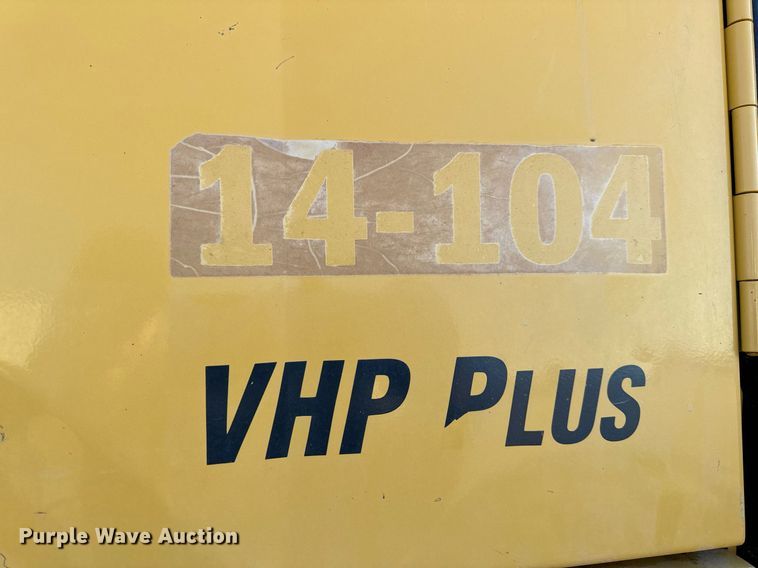 14-104
VHP PLUS
Purple Wave Auction